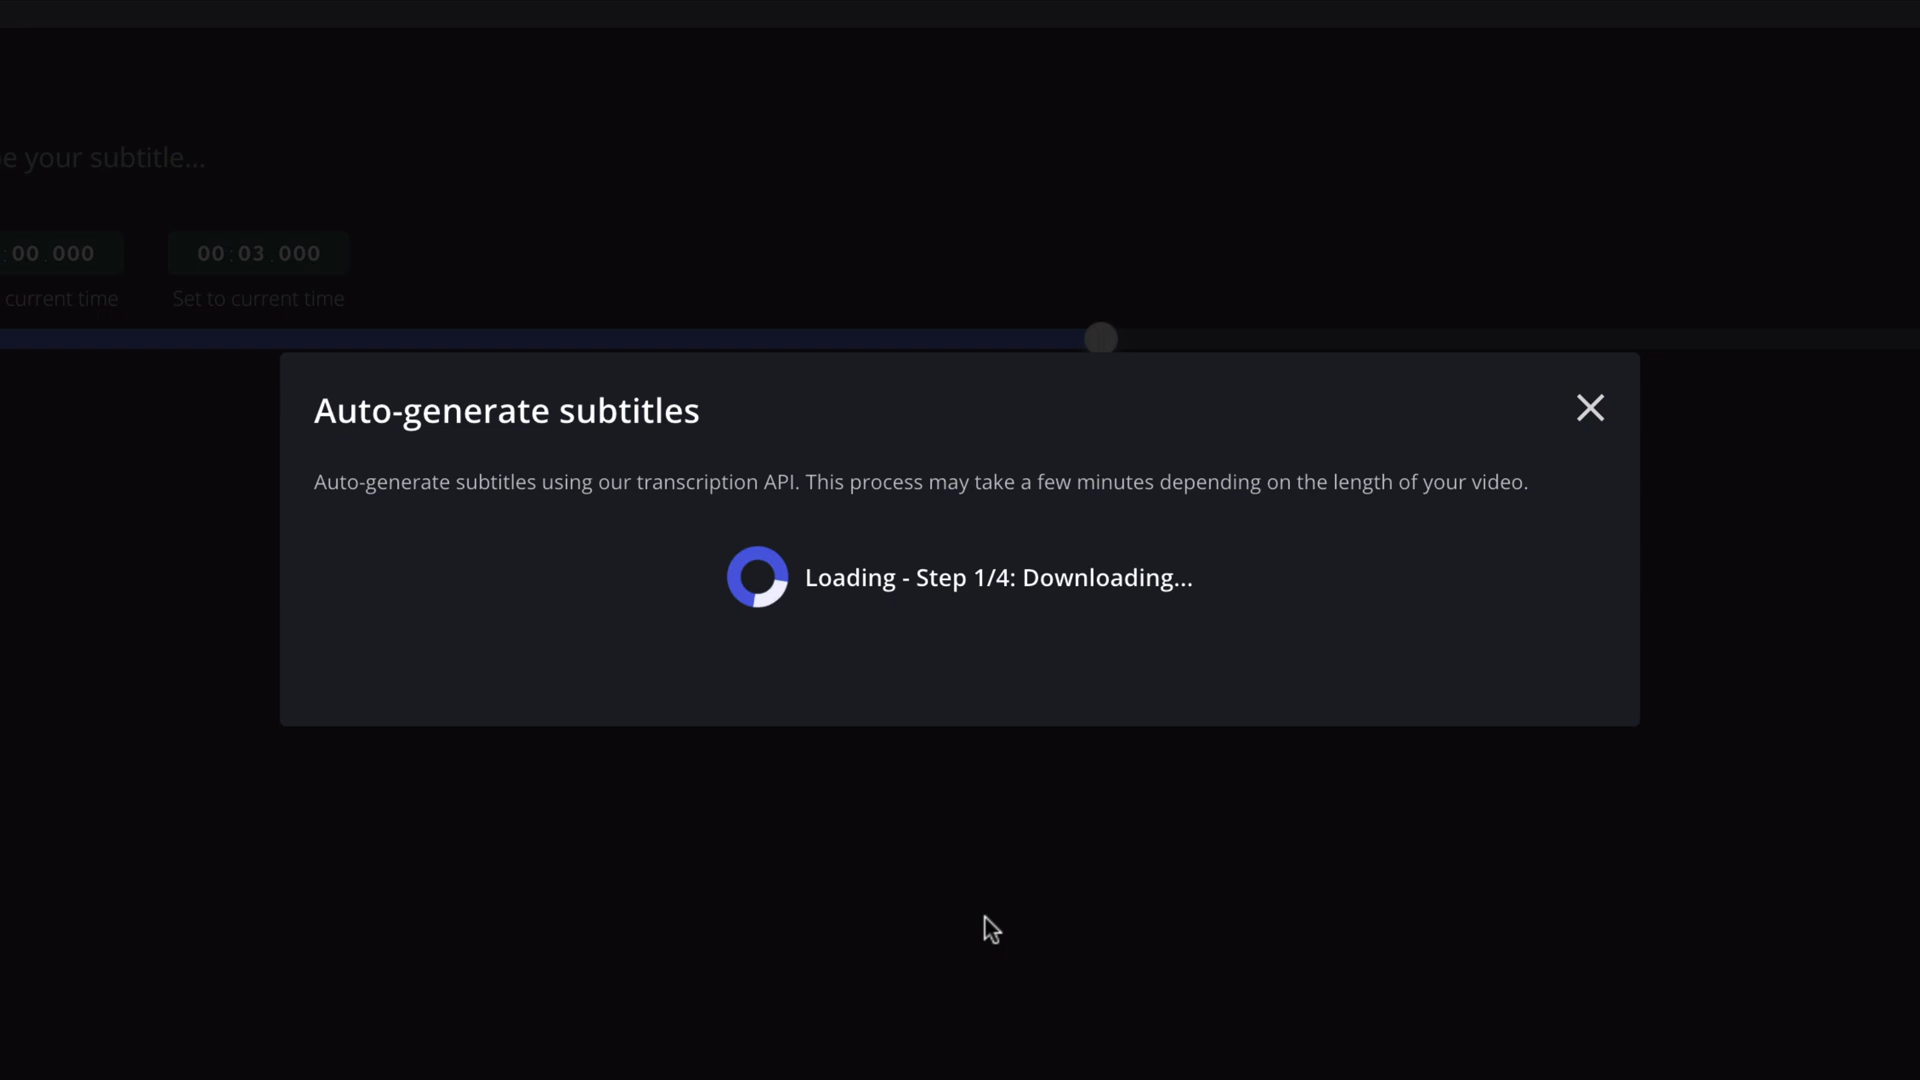 e your subtitle...
:00.000
00:03.000
current time
Set to current time
Auto-generate subtitles
Auto-generate subtitles using our transcription API. This process may take a few minutes depending on the length of your video.
Loading - Step 1/4: Downloading...